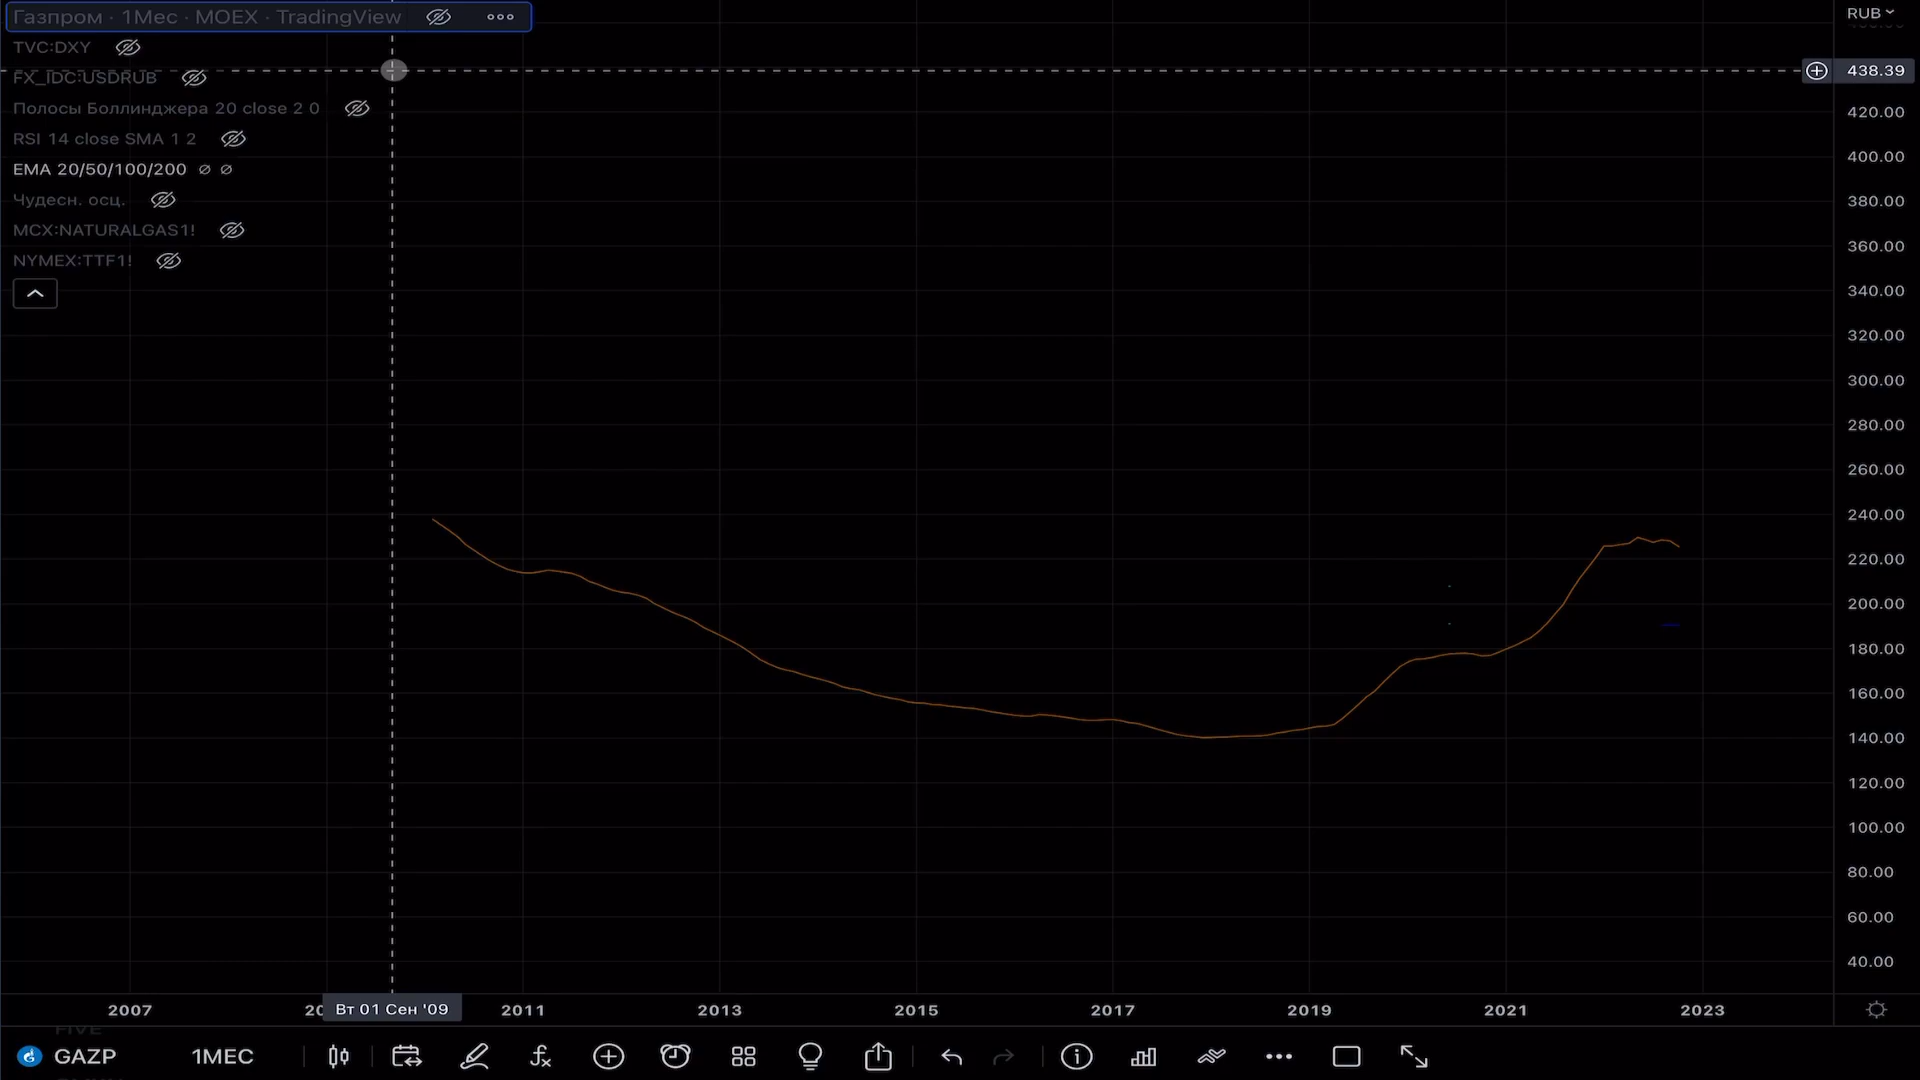 Газпром · 1Мес · MOEX · TradingView
RUB
TVC:DXY
FX_IDC:USDRUB
438.39
Полосы Боллинджера 20 close 2 0
420.00
RSI 14 close SMA 1 2
400.00
EMA 20/50/100/200 ∅ ∅
Чудесн. осц.
380.00
MCX:NATURALGAS1!
360.00
NYMEX:TTF1!
340.00
320.00
300.00
280.00
260.00
240.00
220.00
200.00
180.00
160.00
140.00
120.00
100.00
80.00
60.00
40.00
2007 Вт 01 Сен '09 2011 2013 2015 2017 2019 2021 2023
FIVE
GAZP 1МЕС